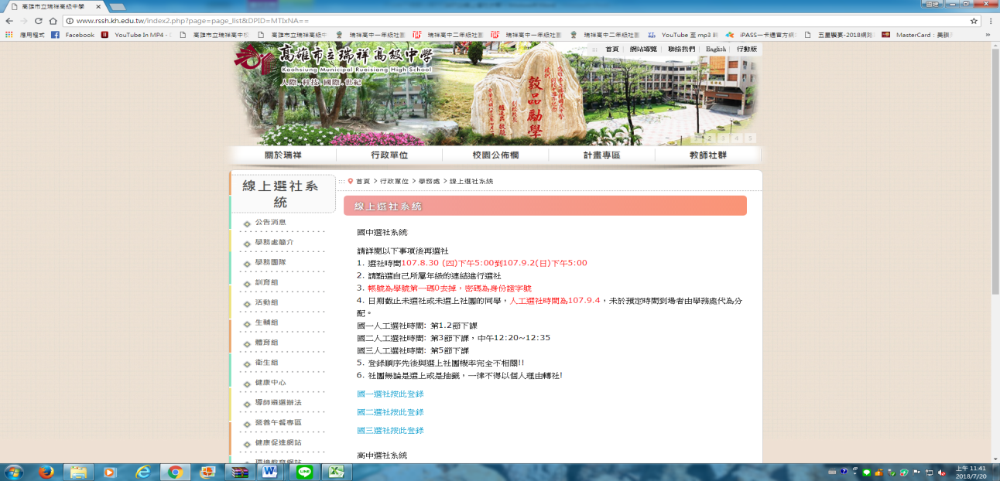 高雄市立瑞祥高級中學
www.rssh.kh.edu.tw/index2.php?page=page_list&DPID=MTIxNA==
應用程式 Facebook YouTube In MP4 - 高雄市立瑞祥高中 高雄市立瑞祥高級中 瑞祥高中一年級社團 瑞祥高中二年級社團 瑞祥高中一年級社團 瑞祥高中二年級社團 YouTube 至 mp3 iPASS一卡通官方網 五星饗宴-2018網路 MasterCard：美饌 »
高雄市立瑞祥高級中學
Kaohsiung Municipal Rueisiang High School
人際.科技.國際.世紀
::: 首頁 網站導覽 聯絡我們 English 行動版
敦品勵學
1 2 3 4 5
關於瑞祥 行政單位 校園公佈欄 計畫專區 教師社群
線上選社系統
公告消息
學務處簡介
學務團隊
訓育組
活動組
生輔組
體育組
衛生組
健康中心
導師遴選辦法
營養午餐專區
健康促進網站
環境教育網站
::: 首頁 > 行政單位 > 學務處 > 線上選社系統
線上選社系統
國中選社系統
請詳閱以下事項後再選社
1. 選社時間107.8.30 (四)下午5:00到107.9.2(日)下午5:00
2. 請點選自己所屬年級的連結進行選社
3. 帳號為學號第一碼0去掉，密碼為身份證字號
4. 日期截止未選社或未選上社團的同學，人工選社時間為107.9.4，未於預定時間到場者由學務處代為分
配。
國一人工選社時間: 第1.2節下課
國二人工選社時間: 第3節下課，中午12:20~12:35
國三人工選社時間: 第5節下課
5. 登錄順序先後與選上社團機率完全不相關!!
6. 社團無論是選上或是抽籤，一律不得以個人理由轉社!
國一選社按此登錄
國二選社按此登錄
國三選社按此登錄
高中選社系統
上午 11:41
2018/7/20